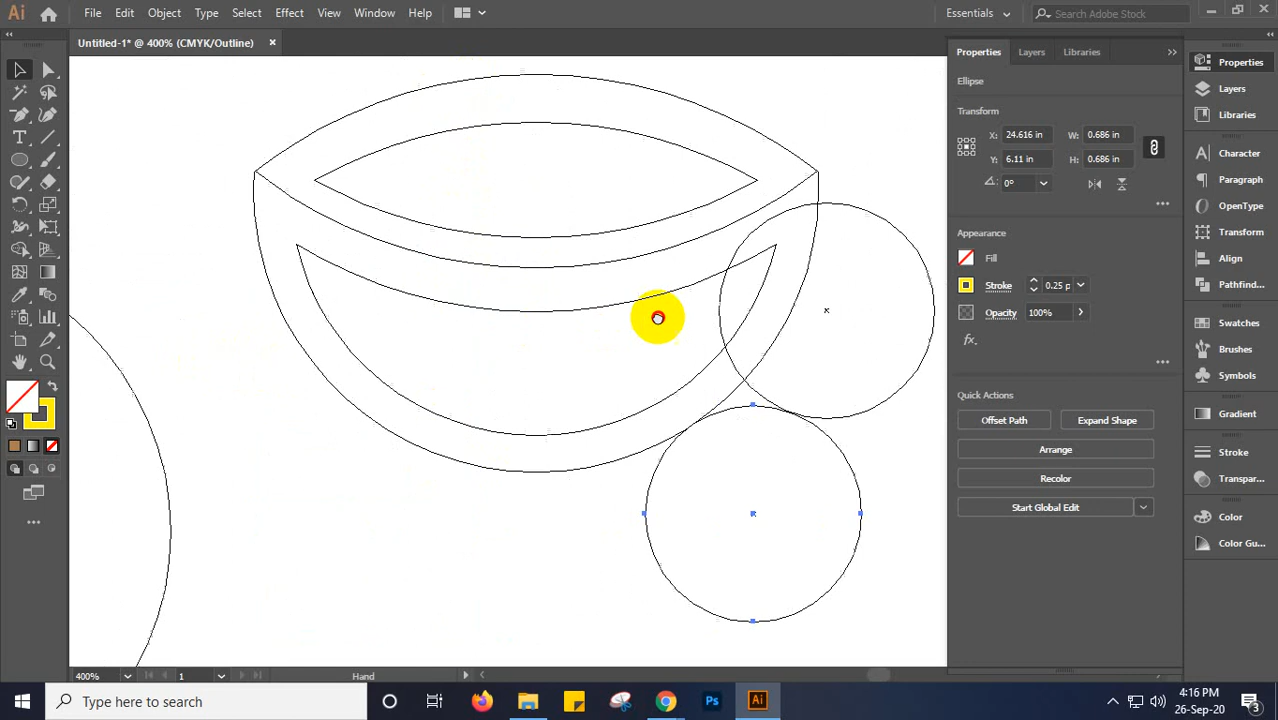 Ai File Edit Object Type Select Effect View Window Help Essentials Search Adobe Stock
Untitled-1* @ 400% (CMYK/Outline) ×
Properties Layers Libraries
Ellipse
Transform
X: 24.616 in W: 0.686 in
Y: 6.11 in H: 0.686 in
0°
Appearance
Fill
Stroke 0.25 p
Opacity 100%
fx.
Quick Actions
Offset Path Expand Shape
Arrange
Recolor
Start Global Edit
Properties
Layers
Libraries
Character
Paragraph
OpenType
Transform
Align
Pathfind...
Swatches
Brushes
Symbols
Gradient
Stroke
Transpar...
Color
Color Gu...
400% 1 Hand
Type here to search
Ps Ai
4:16 PM
26-Sep-20
3